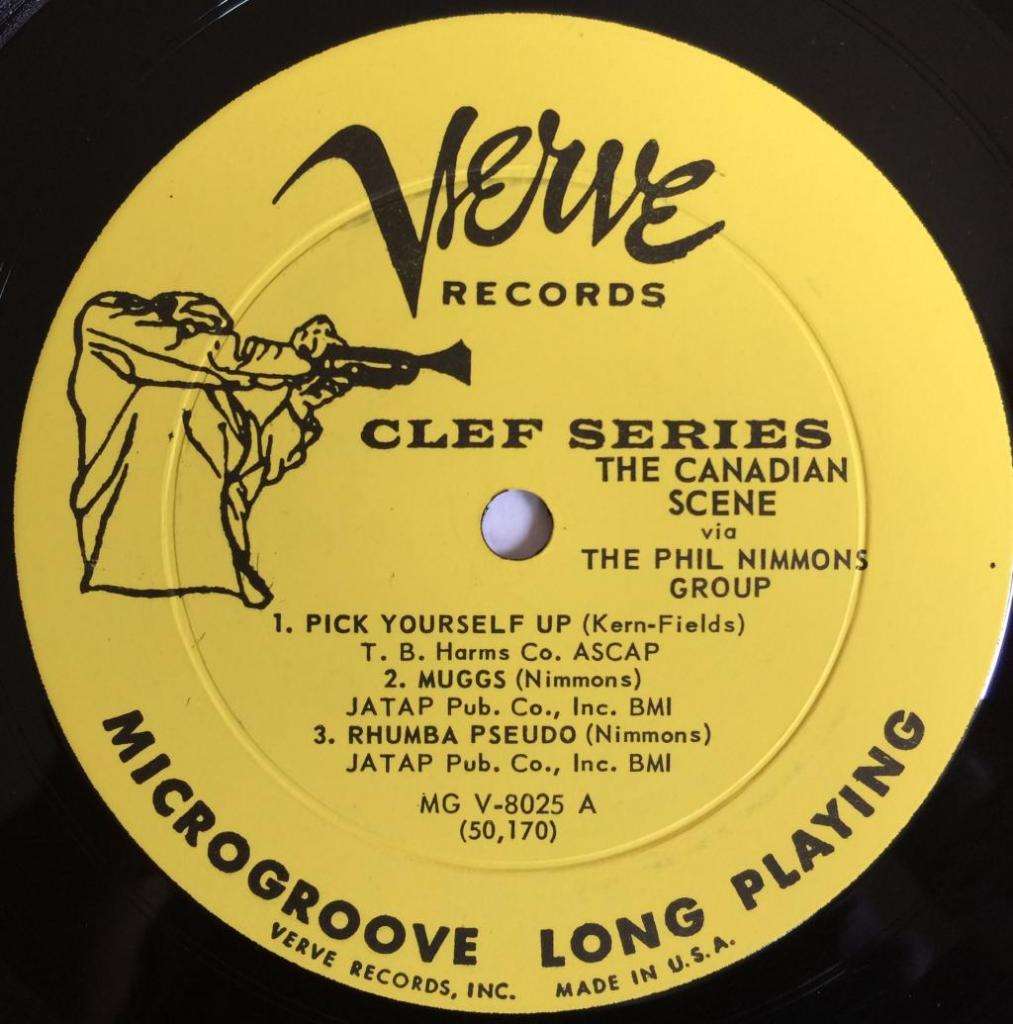 Verve
RECORDS
CLEF SERIES
THE CANADIAN
SCENE
via
THE PHIL NIMMONS
GROUP
1. PICK YOURSELF UP (Kern-Fields)
T. B. Harms Co. ASCAP
2. MUGGS (Nimmons)
JATAP Pub. Co., Inc. BMI
3. RHUMBA PSEUDO (Nimmons)
JATAP Pub. Co., Inc. BMI
MG V-8025 A
(50,170)
MICROGROOVE LONG PLAYING
VERVE RECORDS, INC. MADE IN U.S.A.